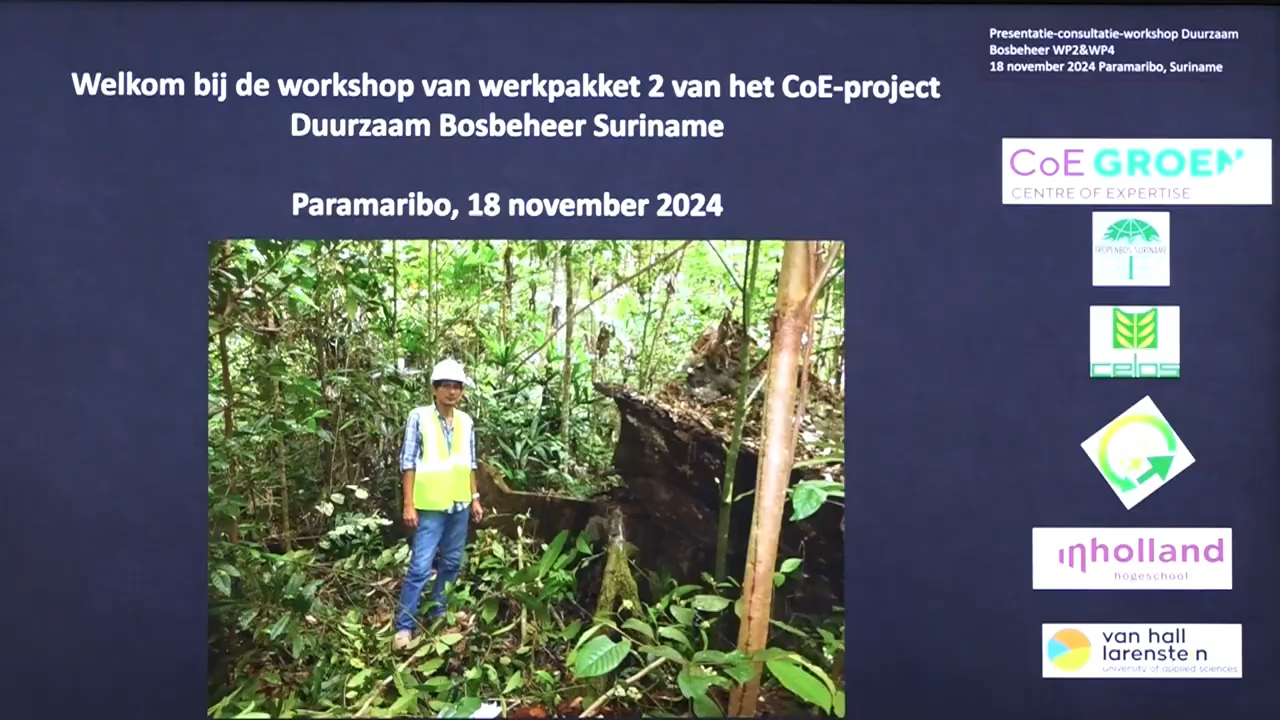 Presentatie-consultatie-workshop Duurzaam
Bosbeheer WP2&WP4
18 november 2024 Paramaribo, Suriname
Welkom bij de workshop van werkpakket 2 van het CoE-project
Duurzaam Bosbeheer Suriname
Paramaribo, 18 november 2024
CoE GROEN
CENTRE OF EXPERTISE
TROPENBOS SURINAME
celos
inholland
hogeschool
van hall
larenste n
university of applied sciences